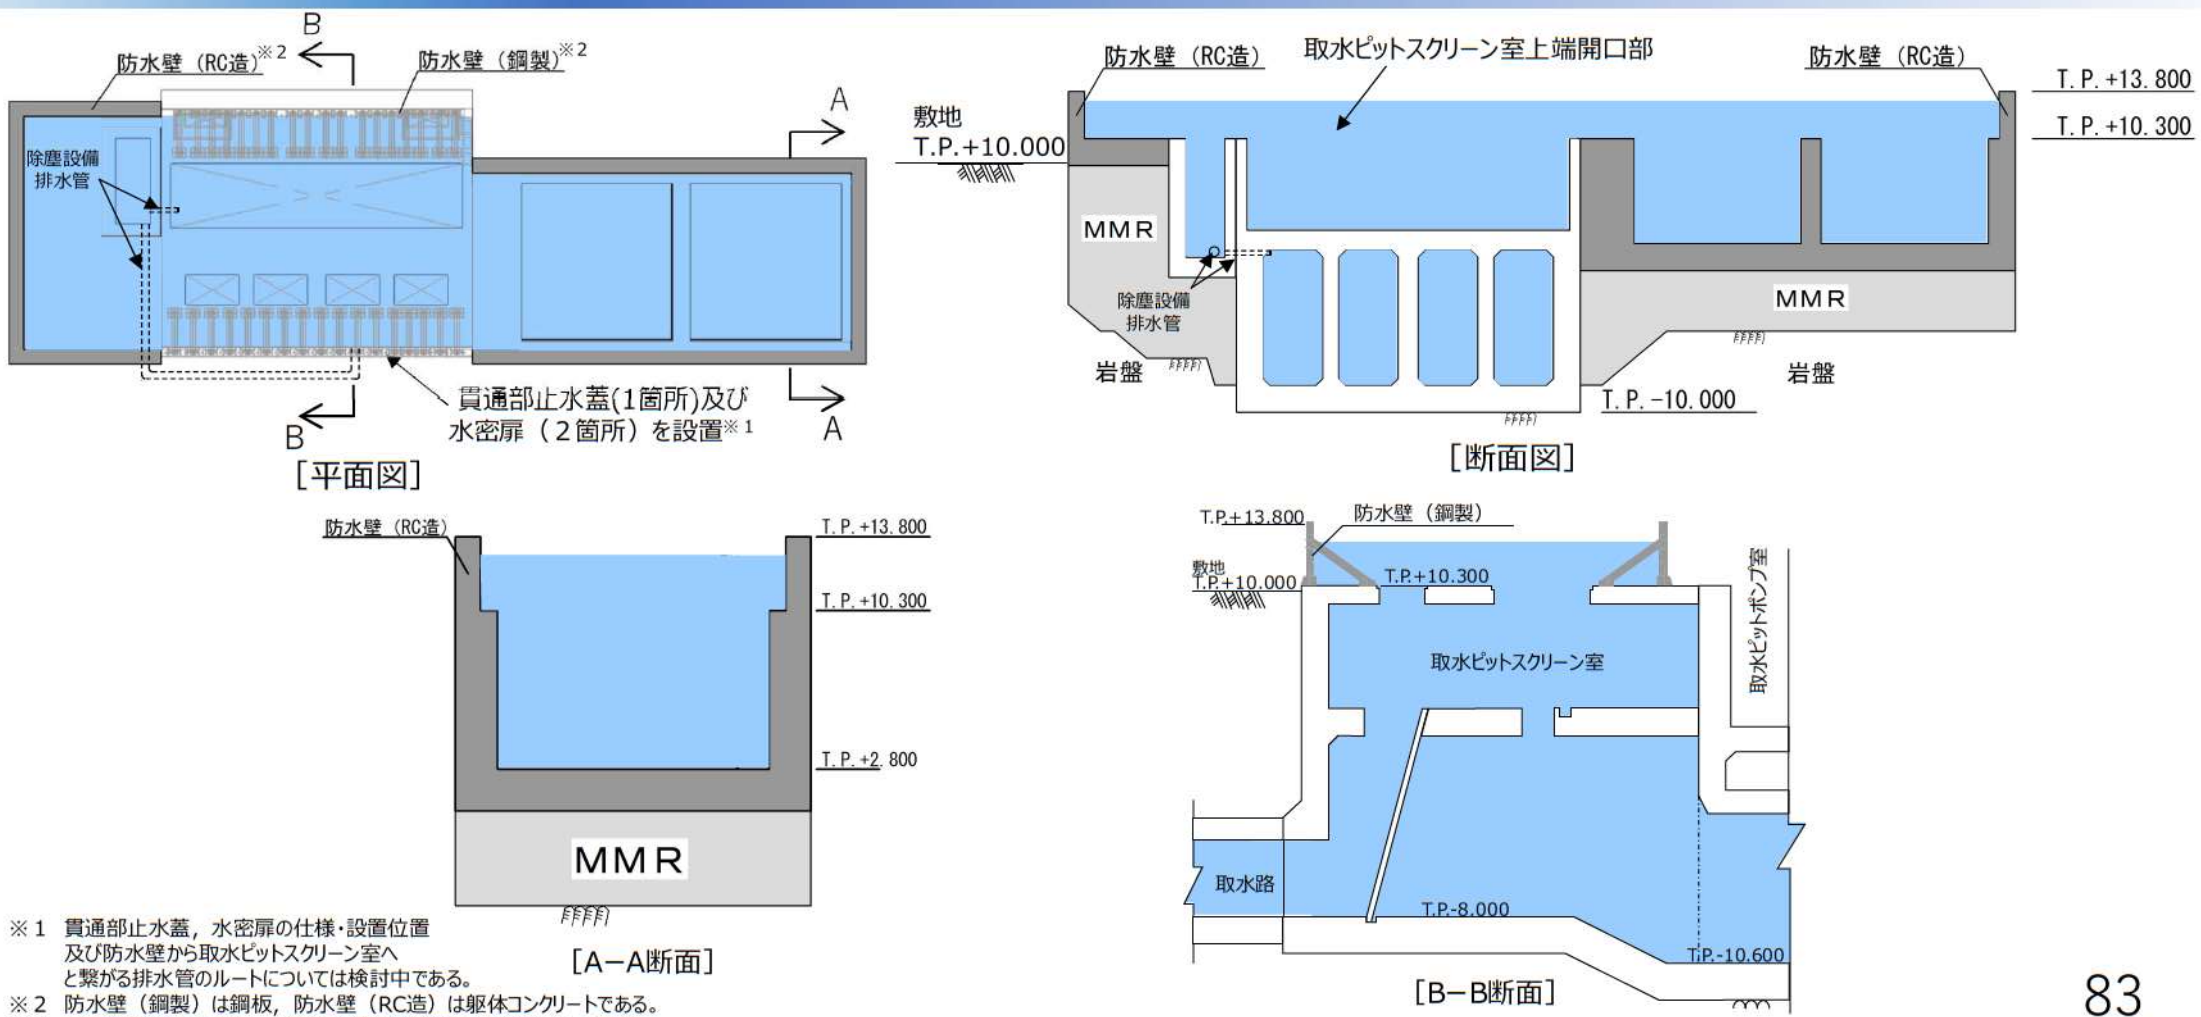 B
防水壁（RC造）※２
防水壁（鋼製）※２
A
除塵設備
排水管
貫通部止水蓋(1箇所)及び
水密扉（２箇所）を設置※１
B
A
［平面図］
防水壁（RC造）
取水ピットスクリーン室上端開口部
防水壁（RC造）
T.P.+13.800
敷地
T.P.+10.000
T.P.+10.300
MMR
除塵設備
排水管
MMR
岩盤
岩盤
T.P.-10.000
［断面図］
防水壁（RC造）
T.P.+13.800
T.P.+10.300
T.P.+2.800
MMR
［A－A断面］
T.P.+13.800
防水壁（鋼製）
敷地
T.P.+10.000
T.P.+10.300
取水ピットスクリーン室
取水ピットポンプ室
取水路
T.P.-8.000
T.P.-10.600
［B－B断面］
※１　貫通部止水蓋，水密扉の仕様・設置位置
及び防水壁から取水ピットスクリーン室へ
と繋がる排水管のルートについては検討中である。
※２　防水壁（鋼製）は鋼板，防水壁（RC造）は躯体コンクリートである。
83